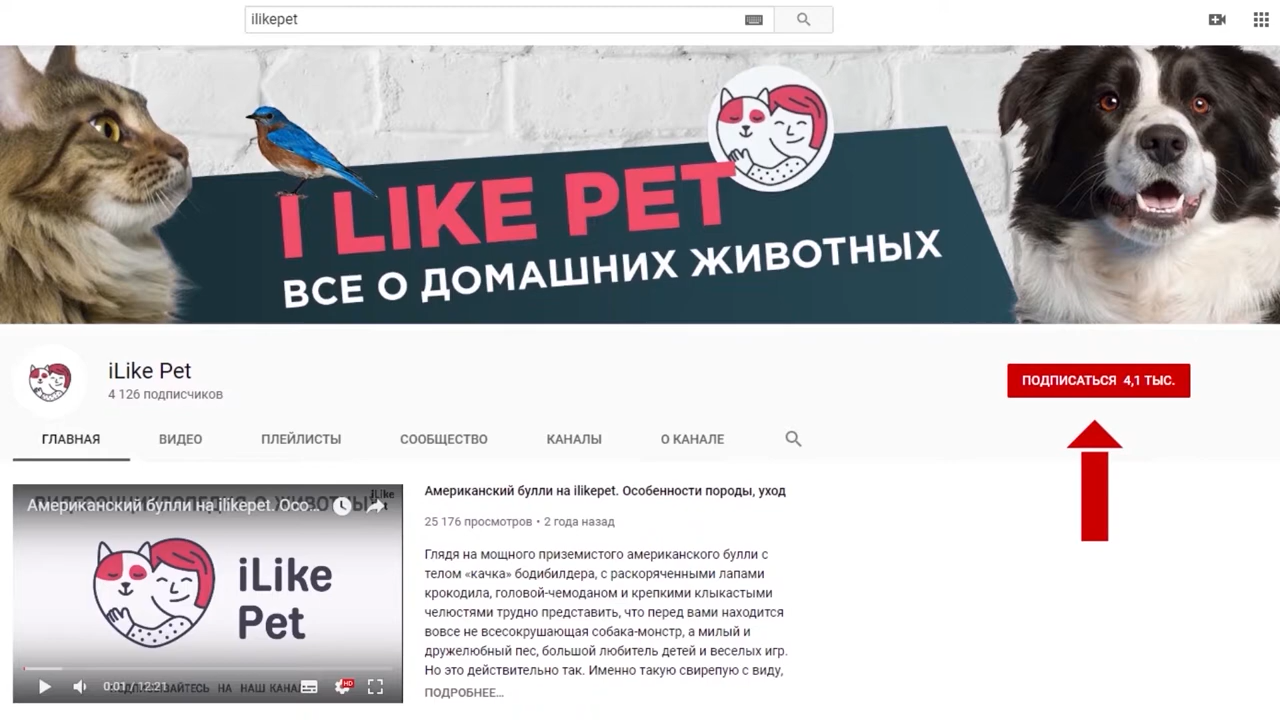 ilikepet
I LIKE PET
ВСЕ О ДОМАШНИХ ЖИВОТНЫХ
iLike Pet
4 126 подписчиков
ПОДПИСАТЬСЯ 4,1 ТЫС.
ГЛАВНАЯ ВИДЕО ПЛЕЙЛИСТЫ СООБЩЕСТВО КАНАЛЫ О КАНАЛЕ
Американский булли на ilikepet. Осо...
iLike
Pet
0:01 / 12:21
HD
Американский булли на ilikepet. Особенности породы, уход
25 176 просмотров • 2 года назад
Глядя на мощного приземистого американского булли с
телом «качка» бодибилдера, с раскоряченными лапами
крокодила, головой-чемоданом и крепкими клыкастыми
челюстями трудно представить, что перед вами находится
вовсе не всесокрушающая собака-монстр, а милый и
дружелюбный пес, большой любитель детей и веселых игр.
Но это действительно так. Именно такую свирепую с виду,
ПОДРОБНЕЕ...